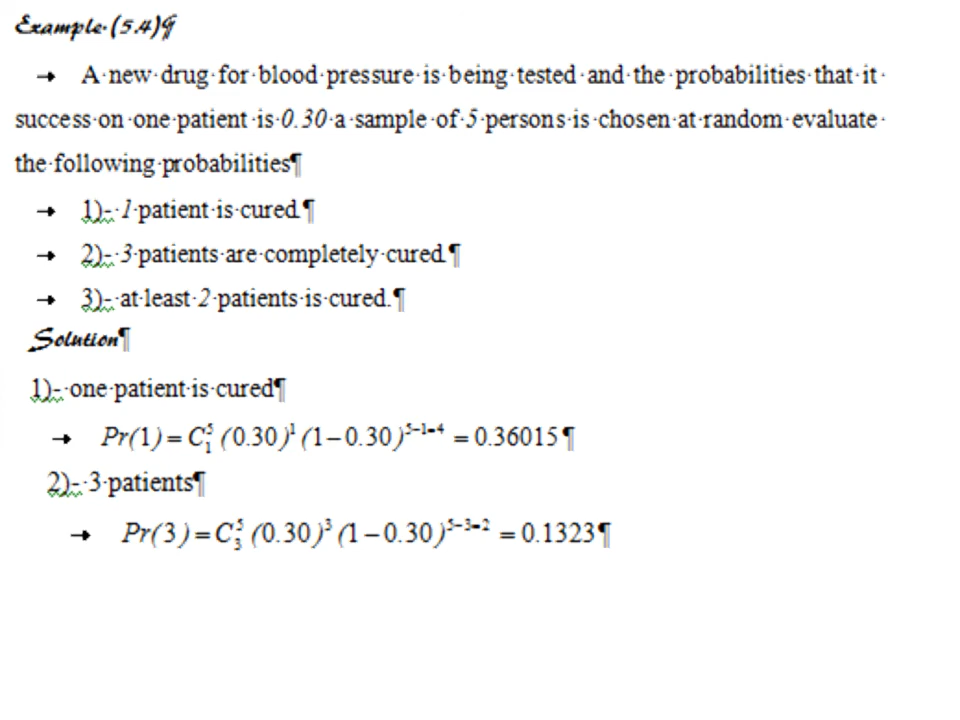 Example·(5.4)¶
→ A·new·drug·for·blood·pressure·is·being·tested·and·the·probabilities·that·it·
success·on·one·patient·is·0.30·a·sample·of·5·persons·is·chosen·at·random·evaluate·
the·following·probabilities¶
→ 1)-·1·patient·is·cured.¶
→ 2)-·3·patients·are·completely·cured.¶
→ 3)-·at·least·2·patients·is·cured.¶
Solution¶
1)-·one·patient·is·cured¶
→ Pr(1)=C₁⁵(0.30)¹(1−0.30)⁵⁻¹⁼⁴=0.36015¶
2)-·3·patients¶
→ Pr(3)=C₃⁵(0.30)³(1−0.30)⁵⁻³⁼²=0.1323¶